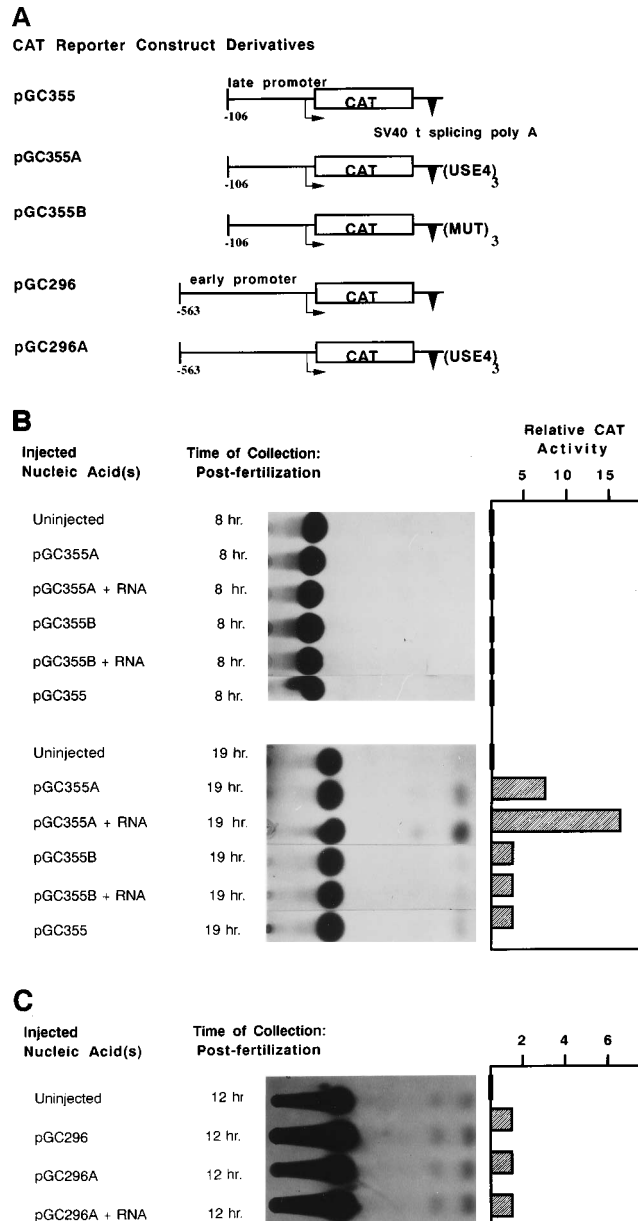 A
CAT Reporter Construct Derivatives
pGC355
late promoter
CAT
-106
SV40 t splicing poly A
pGC355A
CAT
(USE4)3
-106
pGC355B
CAT
(MUT)3
-106
pGC296
early promoter
CAT
-563
pGC296A
CAT
(USE4)3
-563
B
Injected Nucleic Acid(s)
Time of Collection: Post-fertilization
Relative CAT Activity
5 10 15
Uninjected 8 hr.
pGC355A 8 hr.
pGC355A + RNA 8 hr.
pGC355B 8 hr.
pGC355B + RNA 8 hr.
pGC355 8 hr.
Uninjected 19 hr.
pGC355A 19 hr.
pGC355A + RNA 19 hr.
pGC355B 19 hr.
pGC355B + RNA 19 hr.
pGC355 19 hr.
C
Injected Nucleic Acid(s)
Time of Collection: Post-fertilization
2 4 6
Uninjected 12 hr
pGC296 12 hr.
pGC296A 12 hr.
pGC296A + RNA 12 hr.